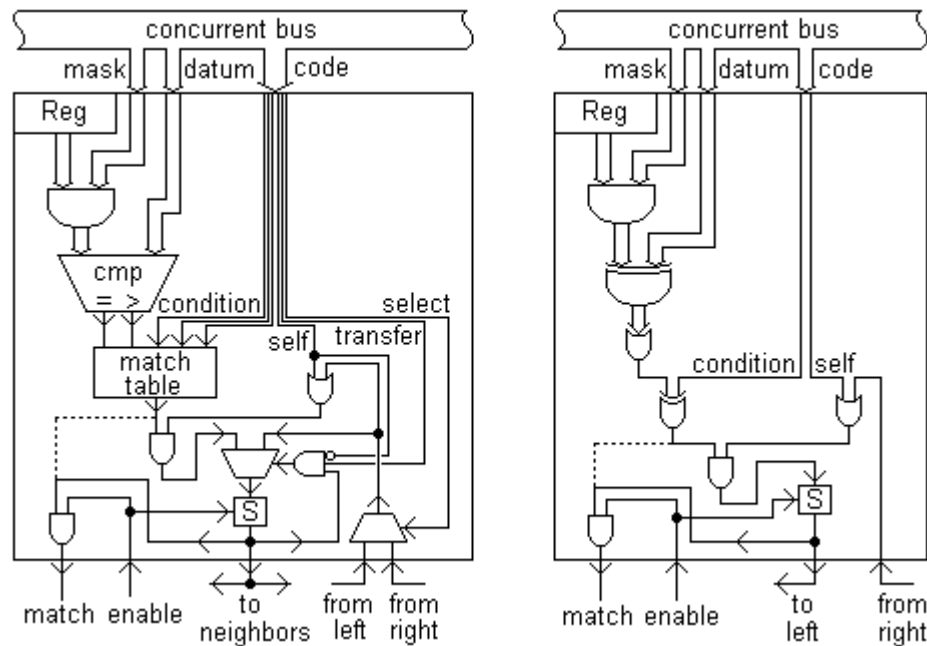 concurrent bus
mask datum code
Reg
cmp
= >
condition select
self transfer
match
table
S
match enable to
neighbors from
left from
right
concurrent bus
mask datum code
Reg
condition self
S
match enable to
left from
right